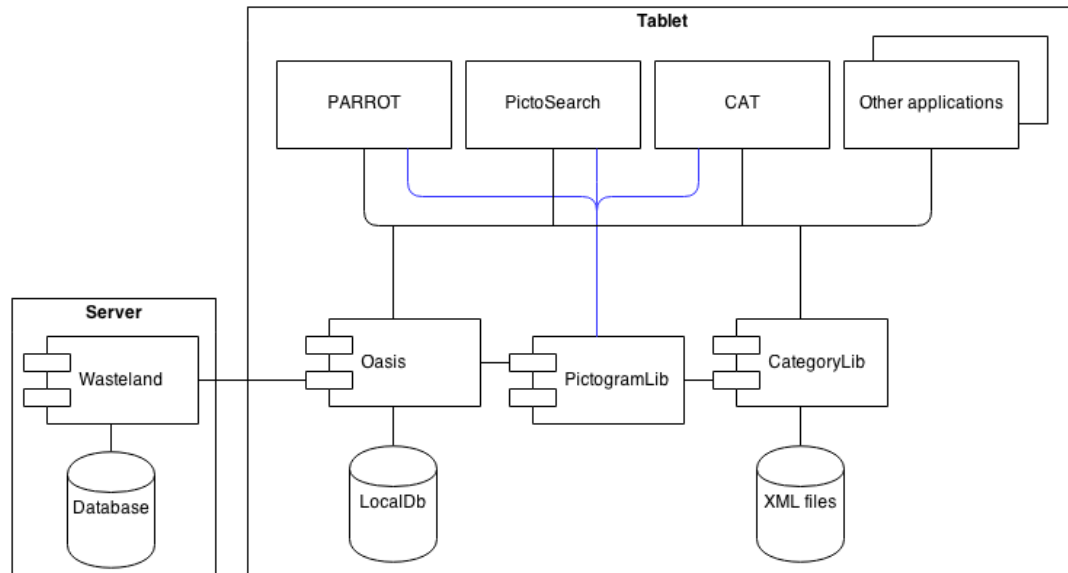 Tablet
PARROT
PictoSearch
CAT
Other applications
Server
Wasteland
Oasis
PictogramLib
CategoryLib
Database
LocalDb
XML files